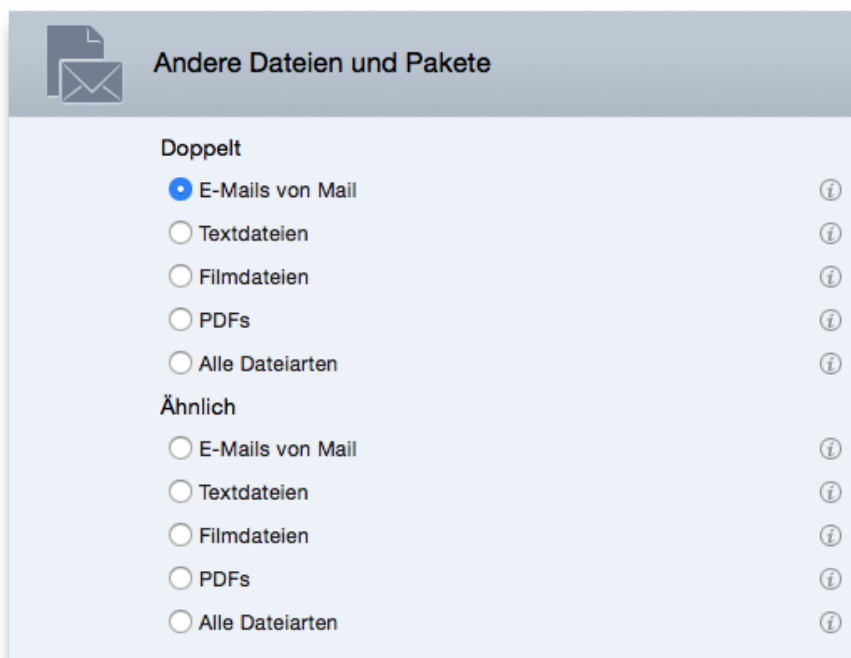 Andere Dateien und Pakete
Doppelt
E-Mails von Mail
Textdateien
Filmdateien
PDFs
Alle Dateiarten
Ähnlich
E-Mails von Mail
Textdateien
Filmdateien
PDFs
Alle Dateiarten